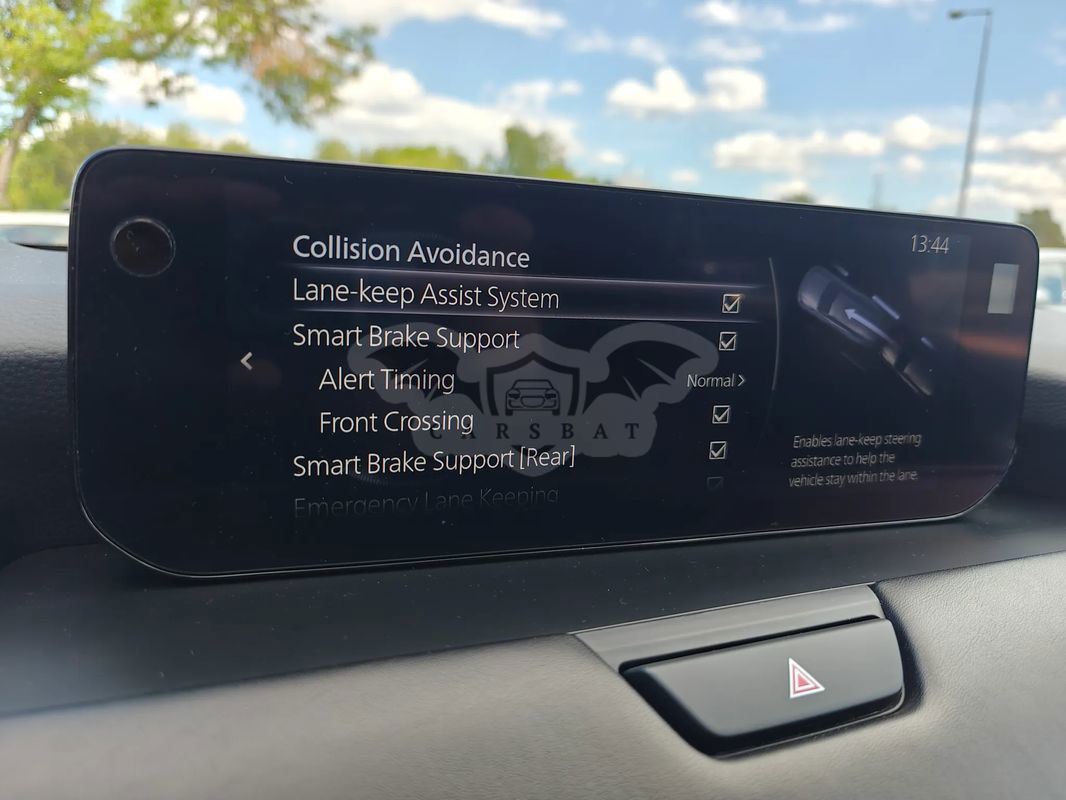 13:44
Collision Avoidance
Lane-keep Assist System
Smart Brake Support
Alert Timing
Normal
Front Crossing
Smart Brake Support [Rear]
Emergency Lane Keeping
Enables lane-keep steering
assistance to help the
vehicle stay within the lane.
CARSBAT